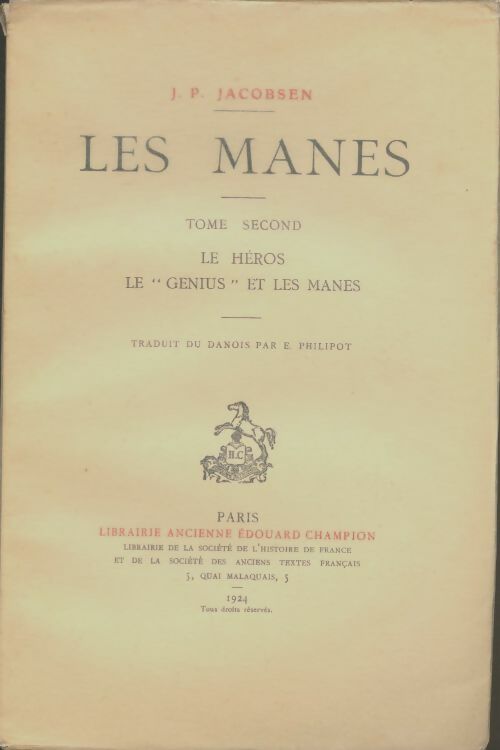 J. P. JACOBSEN
LES MANES
TOME SECOND
LE HÉROS
LE “ GENIUS ” ET LES MANES
TRADUIT DU DANOIS PAR E. PHILIPOT
H.C
PARIS
LIBRAIRIE ANCIENNE ÉDOUARD CHAMPION
LIBRAIRIE DE LA SOCIÉTÉ DE L'HISTOIRE DE FRANCE
ET DE LA SOCIÉTÉ DES ANCIENS TEXTES FRANÇAIS
5, QUAI MALAQUAIS, 5
1924
Tous droits réservés.